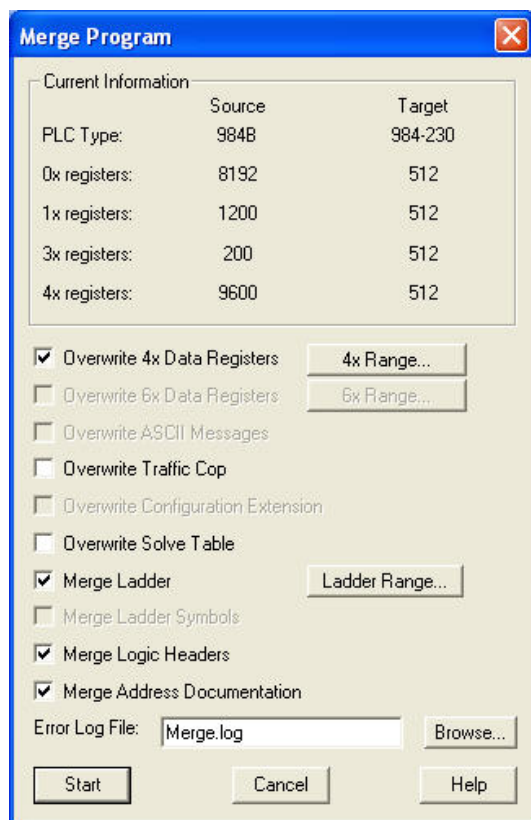 Merge Program
Current Information
Source Target
PLC Type: 984B 984-230
0x registers: 8192 512
1x registers: 1200 512
3x registers: 200 512
4x registers: 9600 512
Overwrite 4x Data Registers 4x Range...
Overwrite 6x Data Registers 6x Range...
Overwrite ASCII Messages
Overwrite Traffic Cop
Overwrite Configuration Extension
Overwrite Solve Table
Merge Ladder Ladder Range...
Merge Ladder Symbols
Merge Logic Headers
Merge Address Documentation
Error Log File: Merge.log Browse...
Start Cancel Help